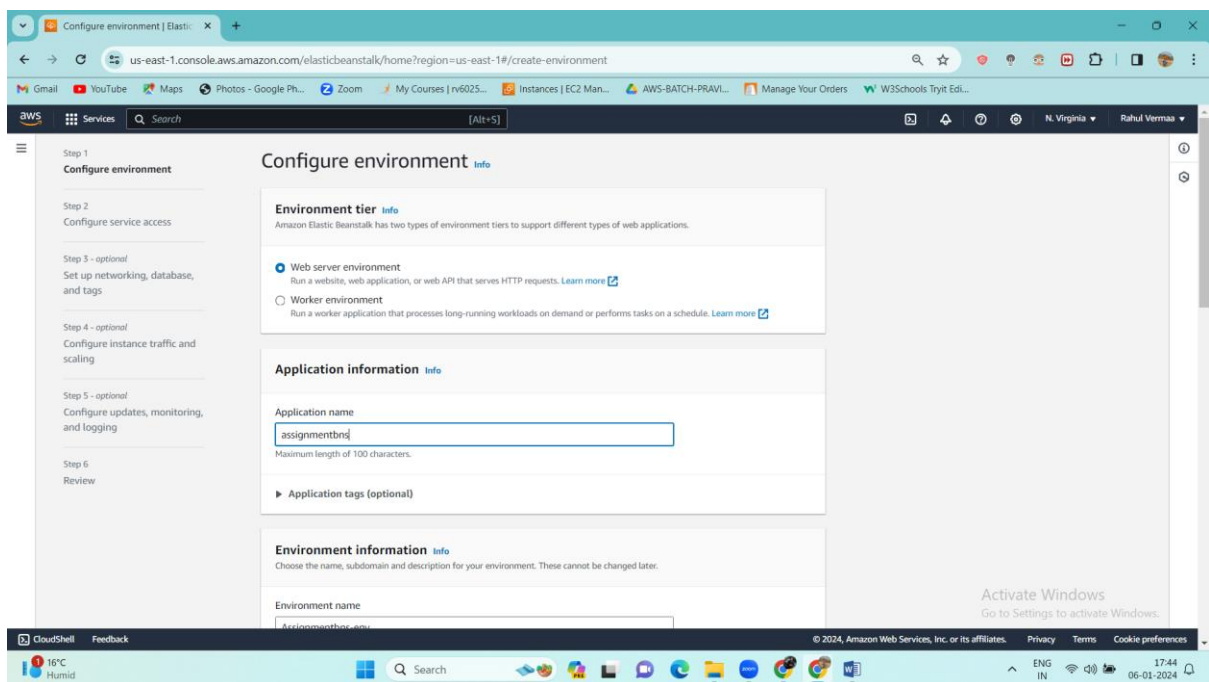 Configure environment | Elastic
us-east-1.console.aws.amazon.com/elasticbeanstalk/home?region=us-east-1#/create-environment
Gmail YouTube Maps Photos - Google Ph... Zoom My Courses | rv6025... Instances | EC2 Man... AWS-BATCH-PRAVI... Manage Your Orders W3Schools Tryit Edi...
aws Services Search [Alt+S] N. Virginia Rahul Vermaa
Step 1
Configure environment
Step 2
Configure service access
Step 3 - optional
Set up networking, database,
and tags
Step 4 - optional
Configure instance traffic and
scaling
Step 5 - optional
Configure updates, monitoring,
and logging
Step 6
Review
Configure environment Info
Environment tier Info
Amazon Elastic Beanstalk has two types of environment tiers to support different types of web applications.
Web server environment
Run a website, web application, or web API that serves HTTP requests. Learn more
Worker environment
Run a worker application that processes long-running workloads on demand or performs tasks on a schedule. Learn more
Application information Info
Application name
assignmentbns
Maximum length of 100 characters.
Application tags (optional)
Environment information Info
Choose the name, subdomain and description for your environment. These cannot be changed later.
Environment name
Assignmentbns-env
Activate Windows
Go to Settings to activate Windows.
CloudShell Feedback © 2024, Amazon Web Services, Inc. or its affiliates. Privacy Terms Cookie preferences
1 16°C
Humid
Search
ENG
IN
17:44
06-01-2024